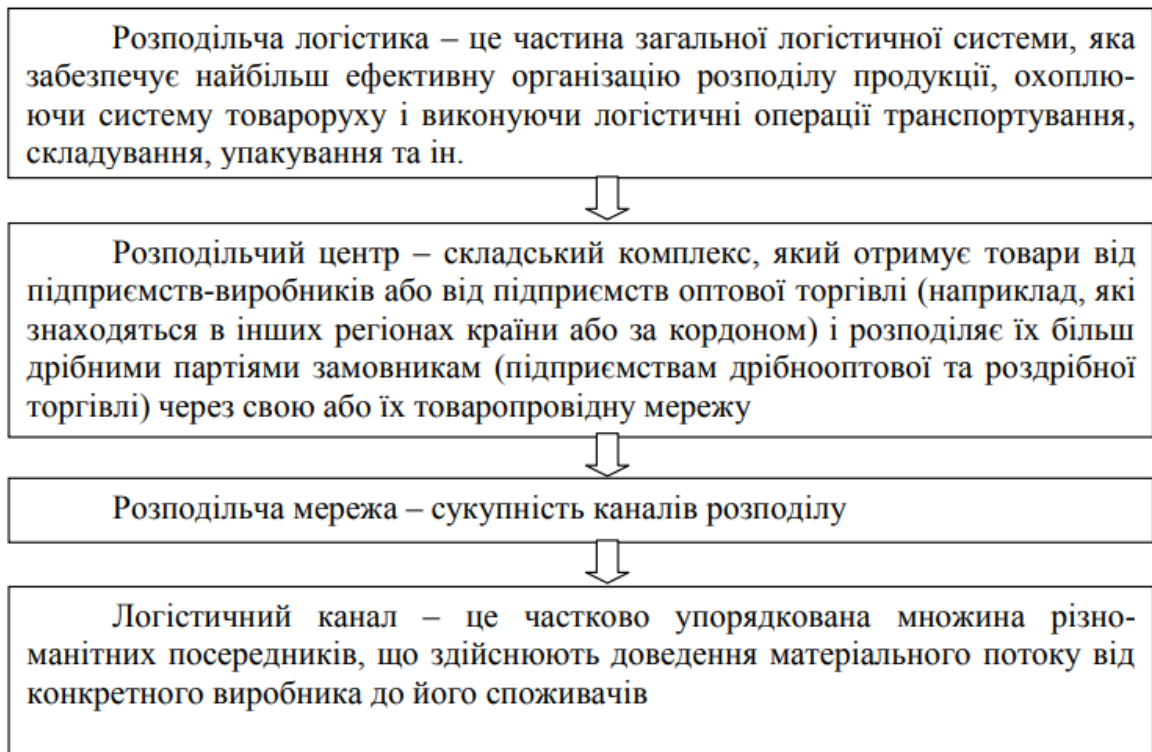 Розподільча логістика – це частина загальної логістичної системи, яка
забезпечує найбільш ефективну організацію розподілу продукції, охоплю-
ючи систему товароруху і виконуючи логістичні операції транспортування,
складування, упакування та ін.
Розподільчий центр – складський комплекс, який отримує товари від
підприємств-виробників або від підприємств оптової торгівлі (наприклад, які
знаходяться в інших регіонах країни або за кордоном) і розподіляє їх більш
дрібними партіями замовникам (підприємствам дрібнооптової та роздрібної
торгівлі) через свою або їх товаропровідну мережу
Розподільча мережа – сукупність каналів розподілу
Логістичний канал – це частково упорядкована множина різно-
манітних посередників, що здійснюють доведення матеріального потоку від
конкретного виробника до його споживачів